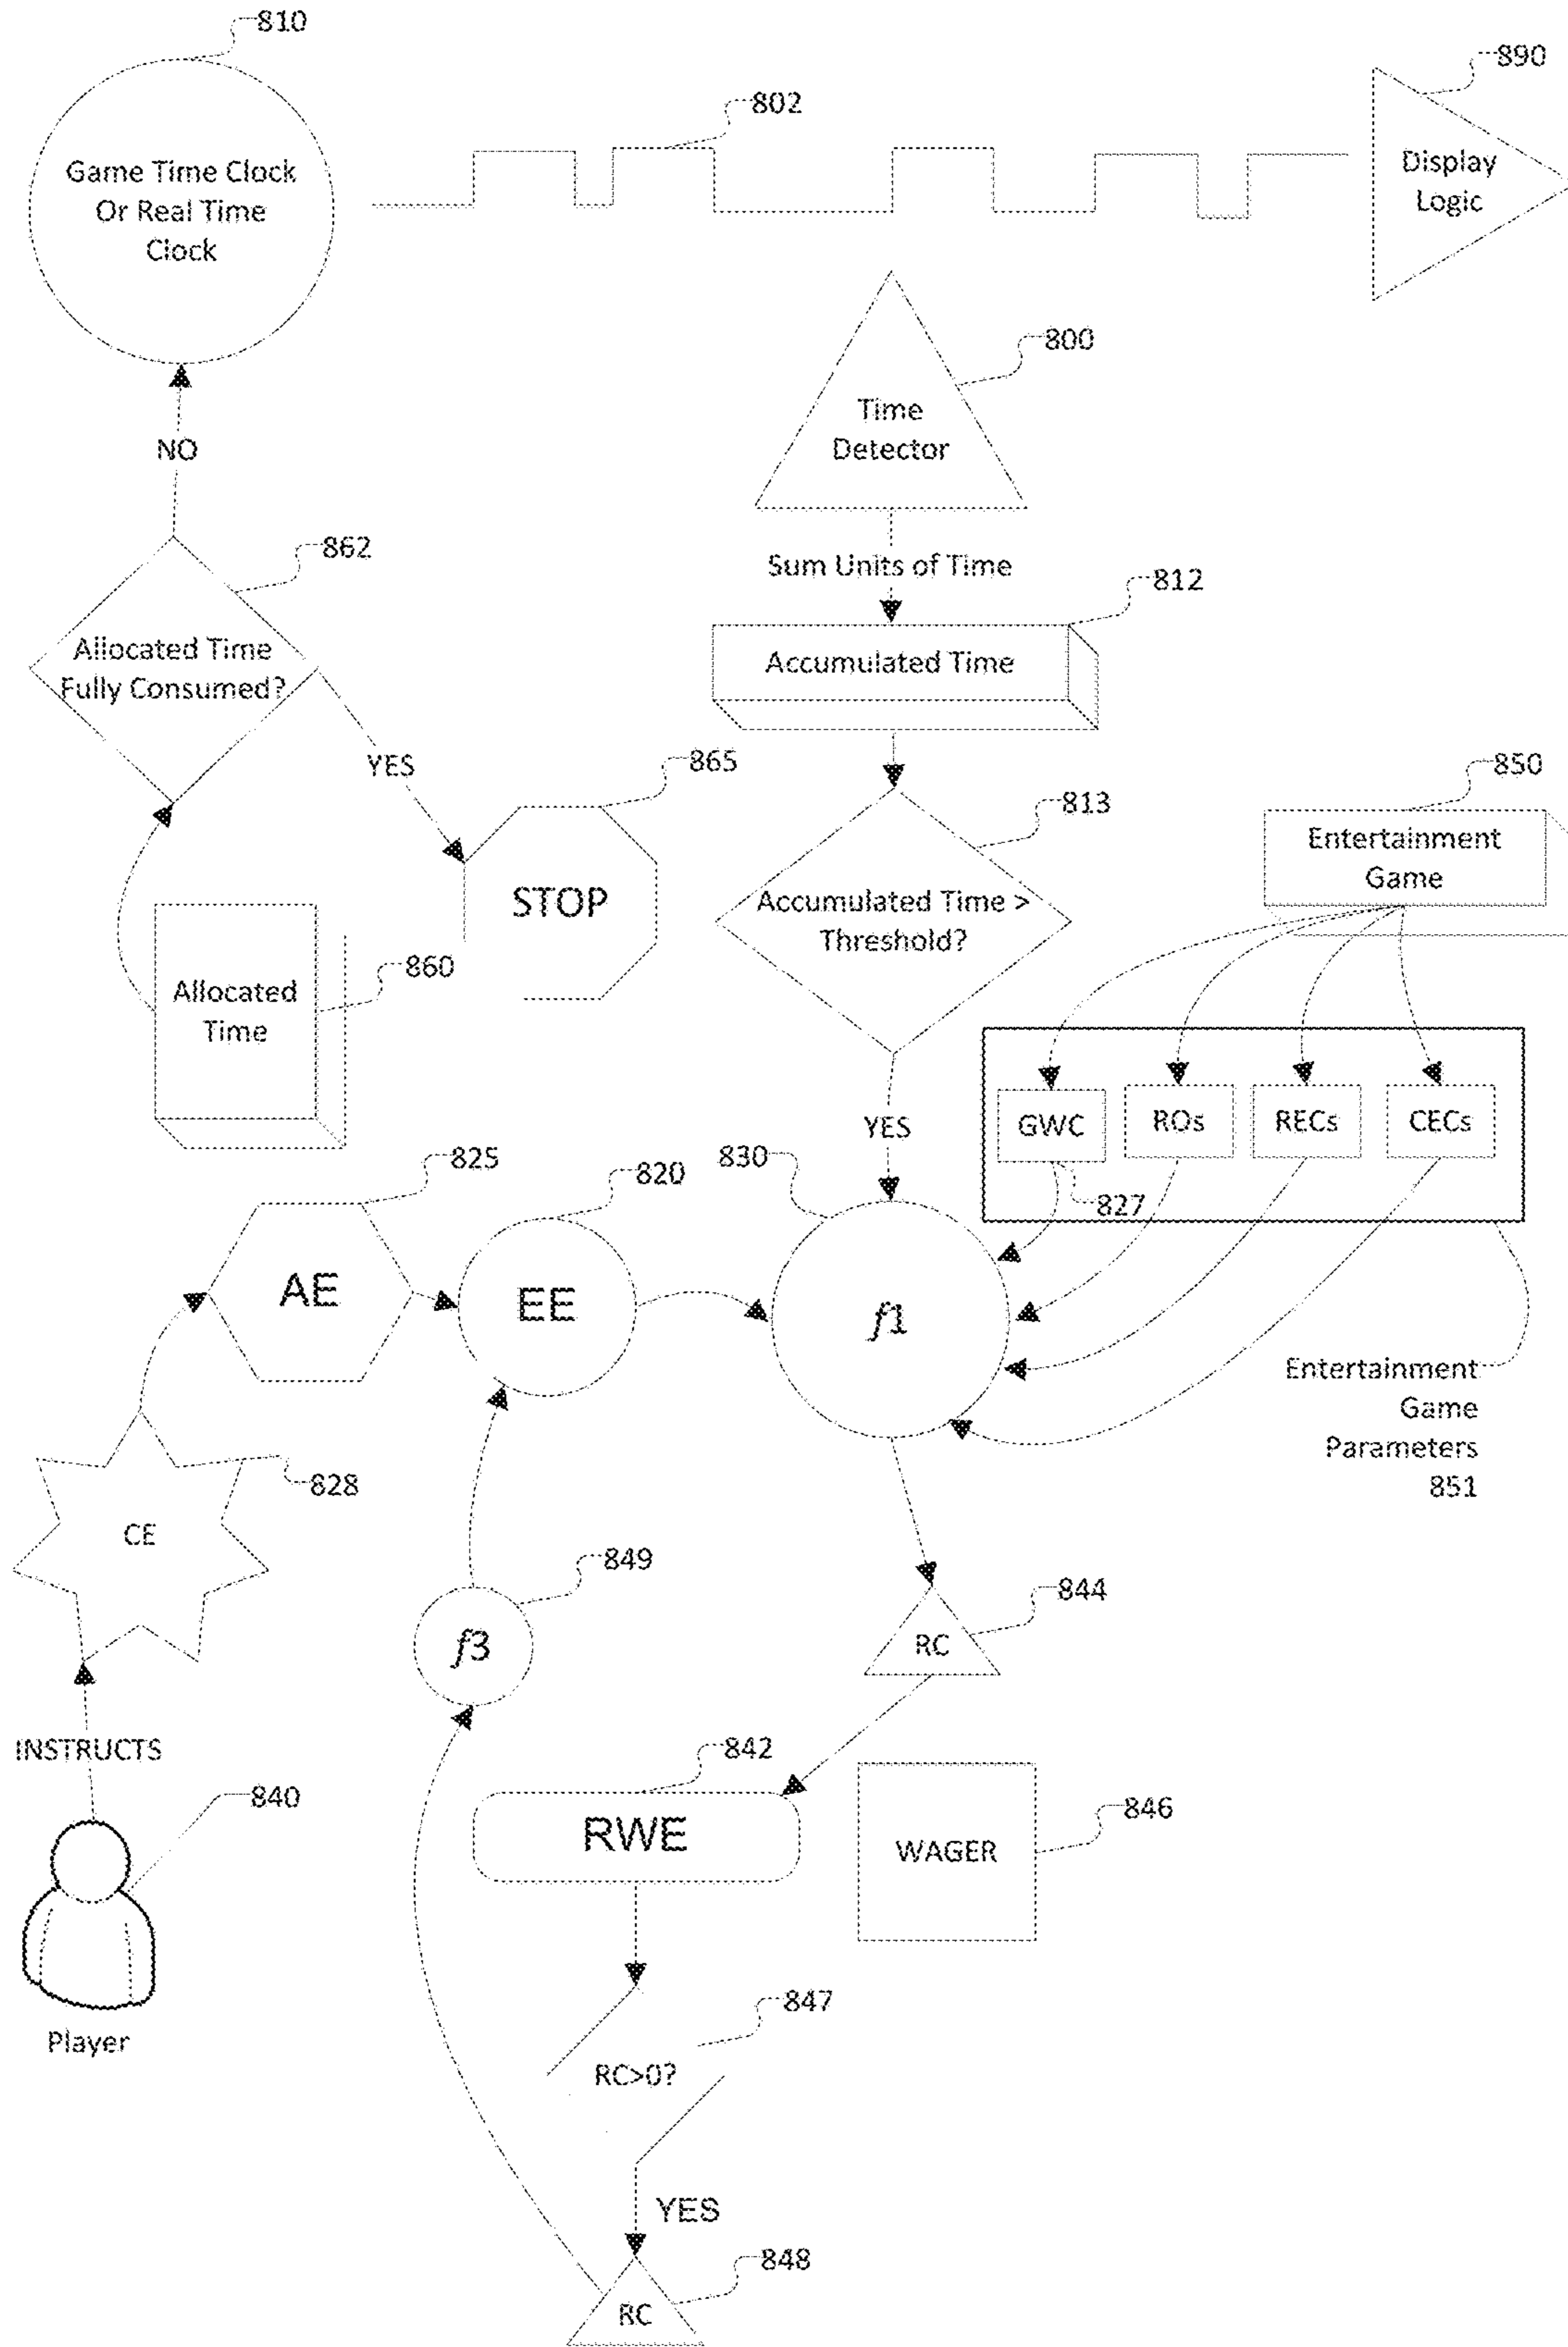 810
890
802
Game Time Clock
Or Real Time
Clock
Display
Logic
800
Time
Detector
NO
862
Sum Units of Time
812
Allocated Time
Fully Consumed?
Accumulated Time
YES
865
850
813
Entertainment
Game
STOP
Accumulated Time >
Threshold?
860
Allocated
Time
GWC
ROs
RECs
CECs
YES
825
820
830
827
AE
EE
f1
Entertainment
Game
Parameters
851
828
CE
849
844
f3
RC
INSTRUCTS
842
840
846
RWE
WAGER
847
Player
RC>0?
YES
848
RC